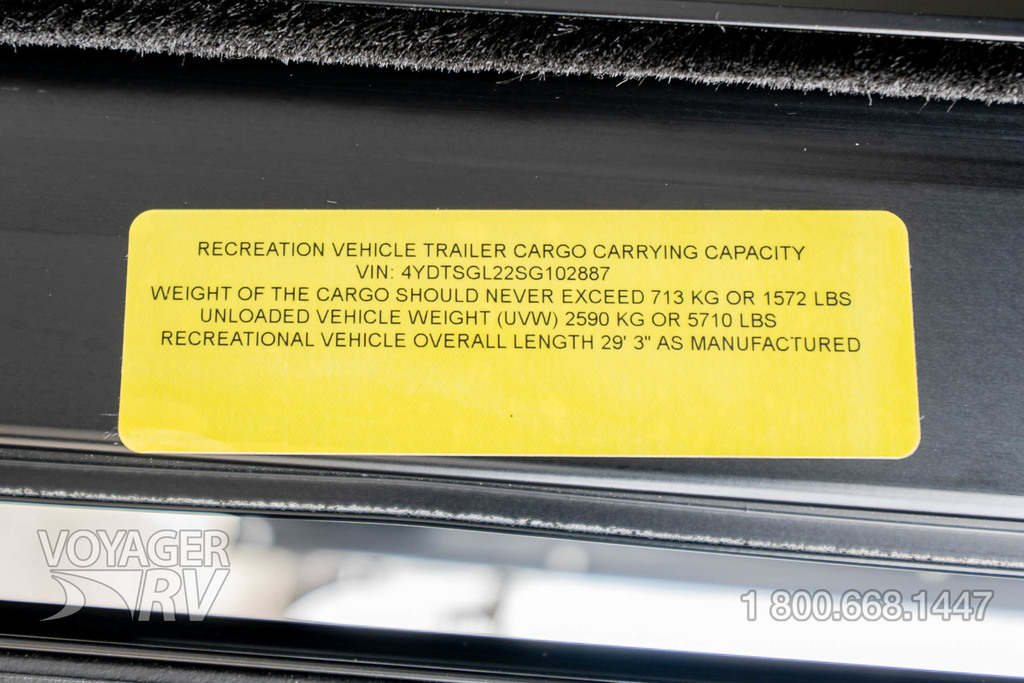 RECREATION VEHICLE TRAILER CARGO CARRYING CAPACITY
VIN: 4YDTSGL22SG102887
WEIGHT OF THE CARGO SHOULD NEVER EXCEED 713 KG OR 1572 LBS
UNLOADED VEHICLE WEIGHT (UVW) 2590 KG OR 5710 LBS
RECREATIONAL VEHICLE OVERALL LENGTH 29' 3" AS MANUFACTURED
VOYAGER
RV
1 800.668.1447